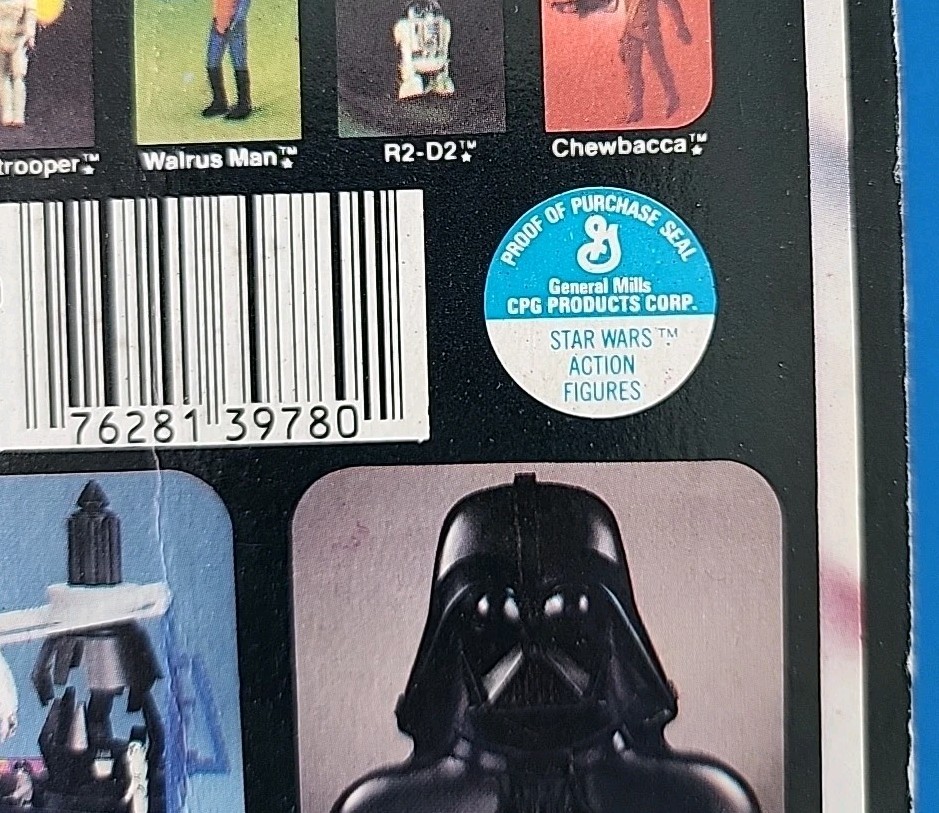 trooper™
Walrus Man™
R2-D2™
Chewbacca™
PROOF OF PURCHASE SEAL
General Mills
CPG PRODUCTS CORP.
STAR WARS™
ACTION
FIGURES
76281 39780